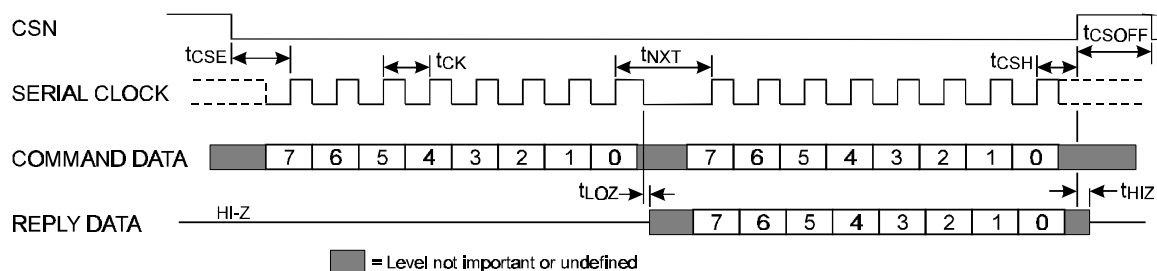 CSN
tCSE
tCK
tNXT
tCSH
tCSOFF
SERIAL CLOCK
COMMAND DATA
7 6 5 4 3 2 1 0
7 6 5 4 3 2 1 0
tLOZ
tHIZ
REPLY DATA
HI-Z
7 6 5 4 3 2 1 0
= Level not important or undefined